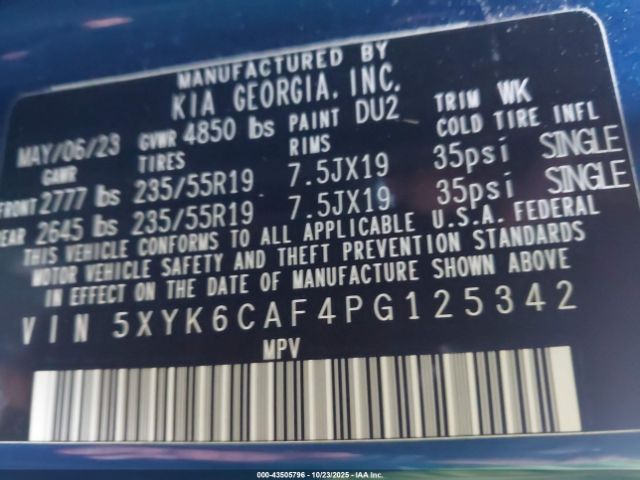 MANUFACTURED BY
KIA GEORGIA, INC.
MAY/06/23 GVWR 4850 lbs PAINT DU2 TRIM WK
GAWR TIRES RIMS COLD TIRE INFL
FRONT 2777 lbs 235/55R19 7.5JX19 35psi SINGLE
REAR 2645 lbs 235/55R19 7.5JX19 35psi SINGLE
THIS VEHICLE CONFORMS TO ALL APPLICABLE U.S.A. FEDERAL
MOTOR VEHICLE SAFETY AND THEFT PREVENTION STANDARDS
IN EFFECT ON THE DATE OF MANUFACTURE SHOWN ABOVE
VIN 5XYK6CAF4PG125342
MPV
000-43505796 - 10/23/2025 - IAA Inc.